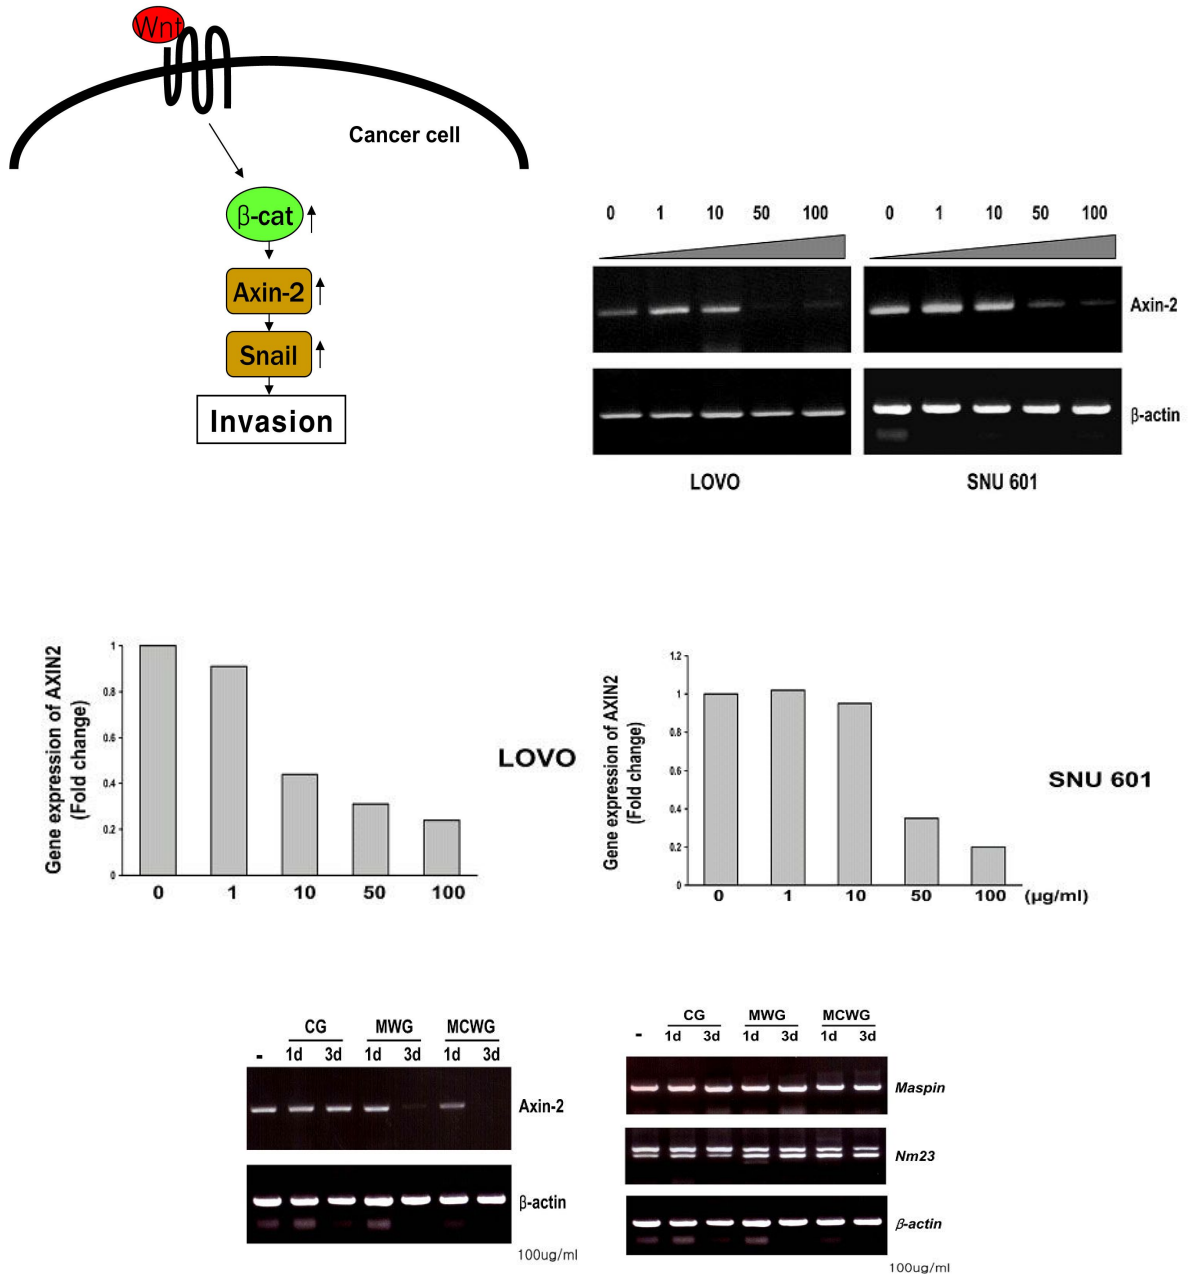 Wnt
Cancer cell
β-cat
Axin-2
Snail
Invasion
0 1 10 50 100
0 1 10 50 100
Axin-2
β-actin
LOVO
SNU 601
Gene expression of AXIN2
(Fold change)
1
0.8
0.6
0.4
0.2
0
0 1 10 50 100
LOVO
Gene expression of AXIN2
(Fold change)
1.2
1
0.8
0.6
0.4
0.2
0
0 1 10 50 100 (µg/ml)
SNU 601
CG MWG MCWG
- 1d 3d 1d 3d 1d 3d
Axin-2
β-actin
100ug/ml
CG MWG MCWG
- 1d 3d 1d 3d 1d 3d
Maspin
Nm23
β-actin
100ug/ml